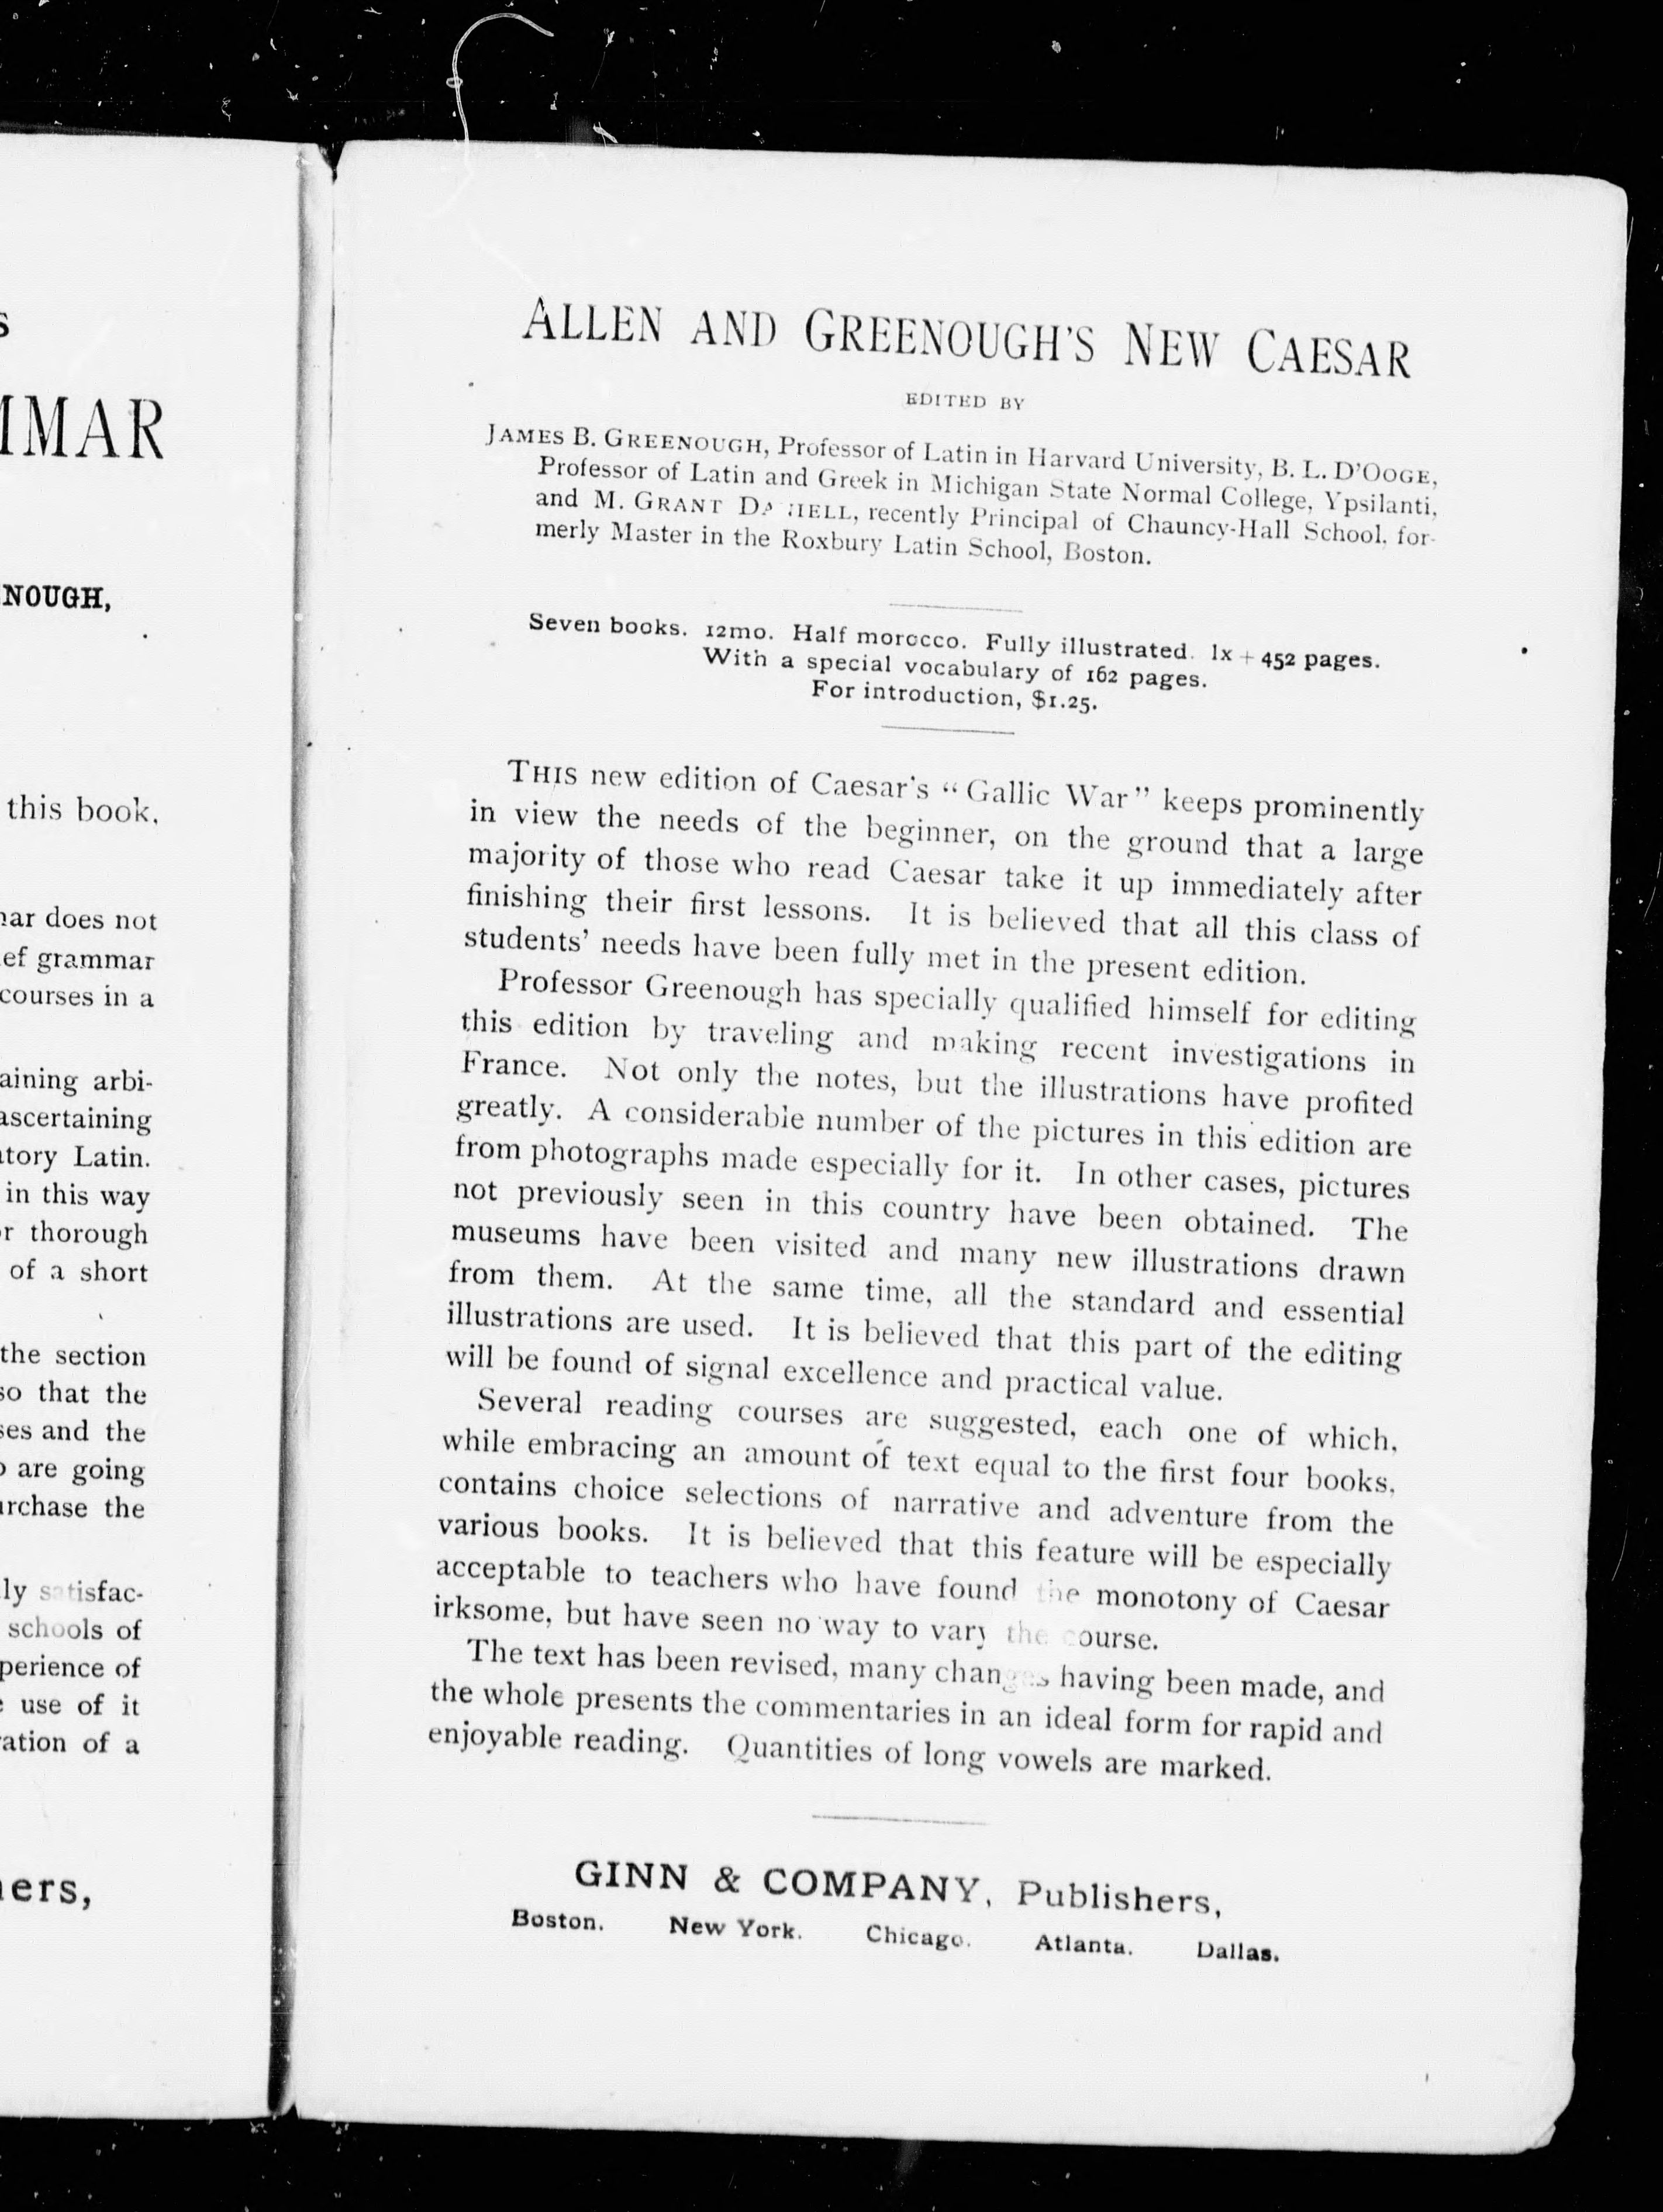 s
MMAR
NOUGH,
this book.
nar does not
ief grammar
courses in a
aining arbi-
ascertaining
atory Latin.
in this way
or thorough
of a short
the section
so that the
ses and the
o are going
urchase the
ly satisfac-
schools of
perience of
e use of it
ration of a
ers,
ALLEN AND GREENOUGH'S NEW CAESAR
EDITED BY
JAMES B. GREENOUGH, Professor of Latin in Harvard University, B. L. D'OOGE,
Professor of Latin and Greek in Michigan State Normal College, Ypsilanti,
and M. GRANT DANIELL, recently Principal of Chauncy-Hall School, for-
merly Master in the Roxbury Latin School, Boston.
Seven books. 12mo. Half morocco. Fully illustrated. lx + 452 pages.
With a special vocabulary of 162 pages.
For introduction, $1.25.
THIS new edition of Caesar's "Gallic War" keeps prominently
in view the needs of the beginner, on the ground that a large
majority of those who read Caesar take it up immediately after
finishing their first lessons. It is believed that all this class of
students' needs have been fully met in the present edition.
Professor Greenough has specially qualified himself for editing
this edition by traveling and making recent investigations in
France. Not only the notes, but the illustrations have profited
greatly. A considerable number of the pictures in this edition are
from photographs made especially for it. In other cases, pictures
not previously seen in this country have been obtained. The
museums have been visited and many new illustrations drawn
from them. At the same time, all the standard and essential
illustrations are used. It is believed that this part of the editing
will be found of signal excellence and practical value.
Several reading courses are suggested, each one of which,
while embracing an amount of text equal to the first four books,
contains choice selections of narrative and adventure from the
various books. It is believed that this feature will be especially
acceptable to teachers who have found the monotony of Caesar
irksome, but have seen no way to vary the course.
The text has been revised, many changes having been made, and
the whole presents the commentaries in an ideal form for rapid and
enjoyable reading. Quantities of long vowels are marked.
GINN & COMPANY, Publishers,
Boston. New York. Chicago. Atlanta. Dallas.